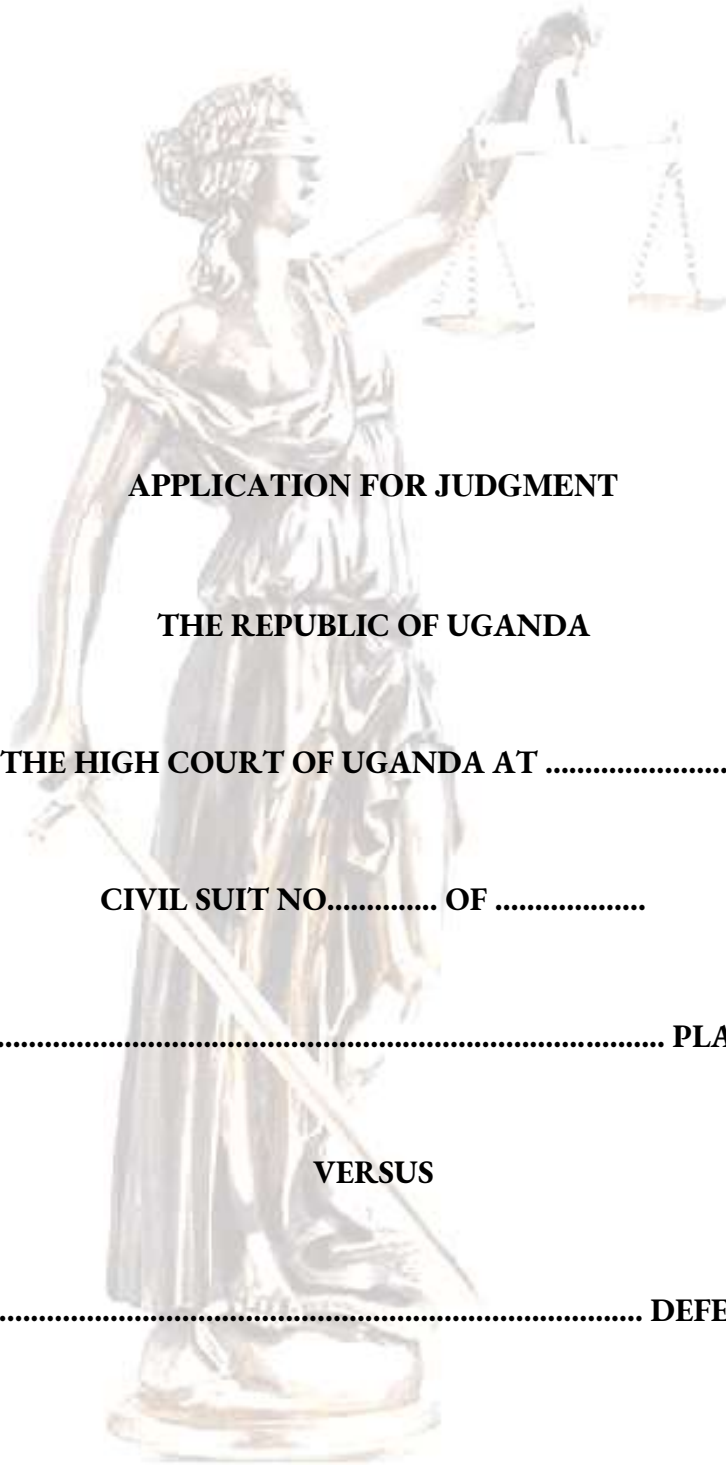 APPLICATION FOR JUDGMENT
THE REPUBLIC OF UGANDA
THE HIGH COURT OF UGANDA AT .......................
CIVIL SUIT NO.............. OF ...................
..................................................................................... PLA
VERSUS
.................................................................................. DEFE